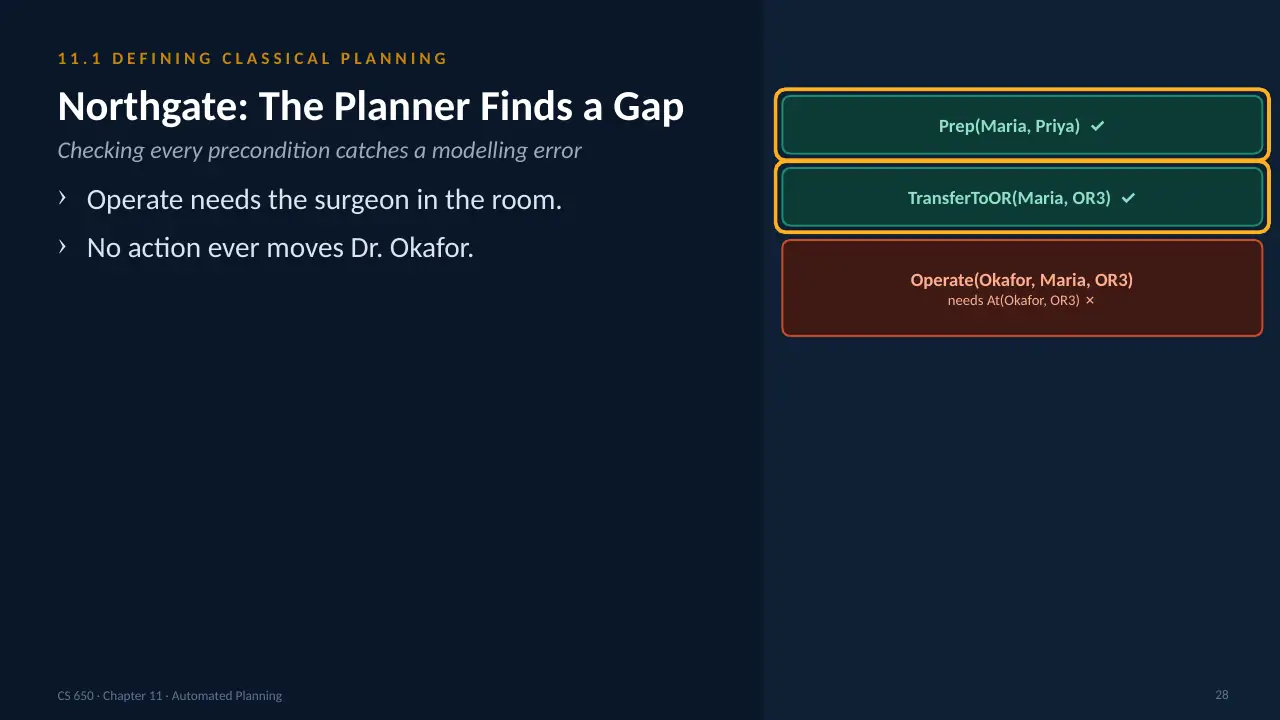 11.1 DEFINING CLASSICAL PLANNING
Northgate: The Planner Finds a Gap
Checking every precondition catches a modelling error
› Operate needs the surgeon in the room.
› No action ever moves Dr. Okafor.
Prep(Maria, Priya) ✓
TransferToOR(Maria, OR3) ✓
Operate(Okafor, Maria, OR3)
needs At(Okafor, OR3) ×
CS 650 · Chapter 11 · Automated Planning
28